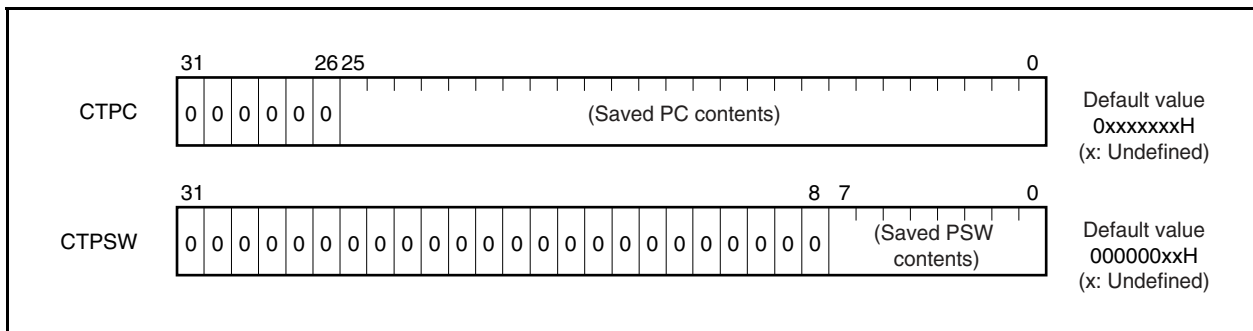 31 26 25 0
CTPC 0 0 0 0 0 0 (Saved PC contents)
Default value
0xxxxxxxH
(x: Undefined)
31 8 7 0
CTPSW 0 0 0 0 0 0 0 0 0 0 0 0 0 0 0 0 0 0 0 0 0 0 0 0 (Saved PSW
contents)
Default value
000000xxH
(x: Undefined)